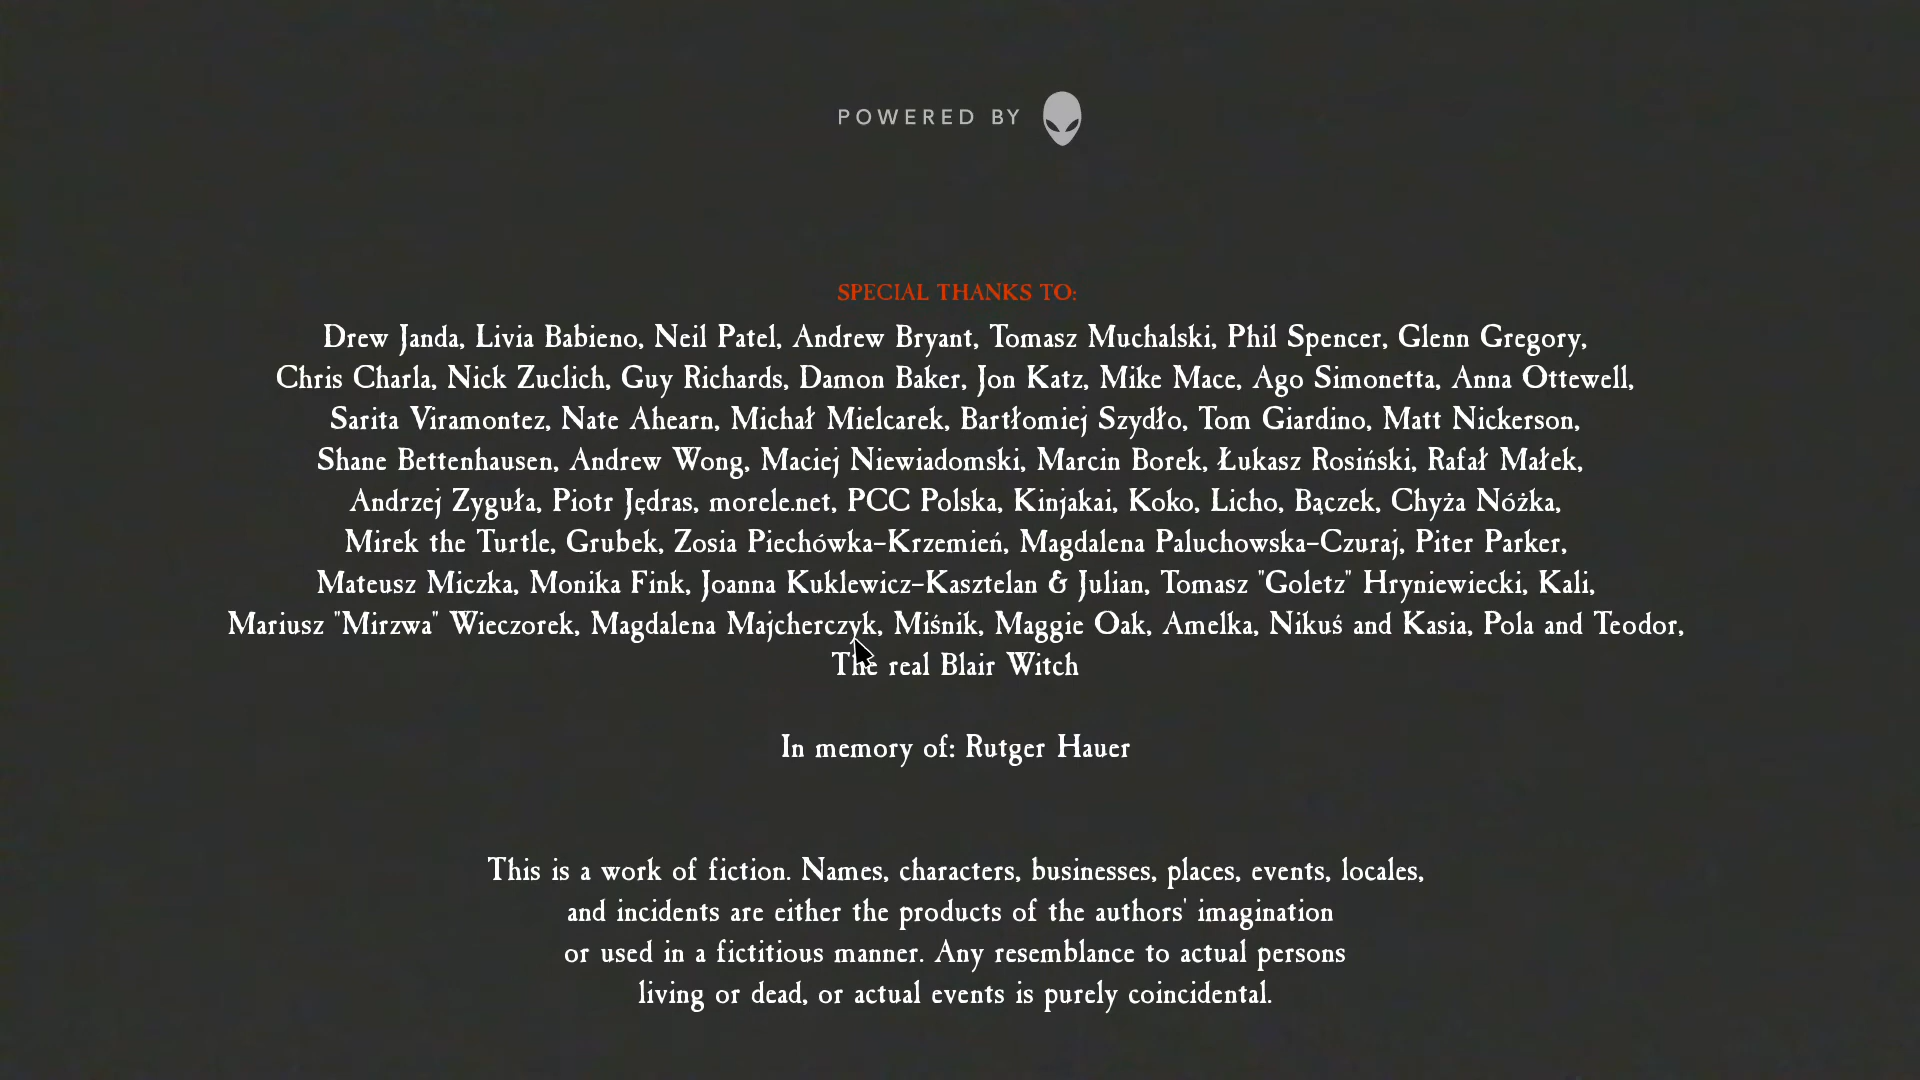 POWERED BY
SPECIAL THANKS TO:
Drew Janda, Livia Babieno, Neil Patel, Andrew Bryant, Tomasz Muchalski, Phil Spencer, Glenn Gregory,
Chris Charla, Nick Zuclich, Guy Richards, Damon Baker, Jon Katz, Mike Mace, Ago Simonetta, Anna Ottewell,
Sarita Viramontez, Nate Ahearn, Michał Mielcarek, Bartłomiej Szydło, Tom Giardino, Matt Nickerson,
Shane Bettenhausen, Andrew Wong, Maciej Niewiadomski, Marcin Borek, Łukasz Rosiński, Rafał Małek,
Andrzej Zyguła, Piotr Jędras, morele.net, PCC Polska, Kinjakai, Koko, Licho, Bączek, Chyża Nóżka,
Mirek the Turtle, Grubek, Zosia Piechówka-Krzemień, Magdalena Paluchowska-Czuraj, Piter Parker,
Mateusz Miczka, Monika Fink, Joanna Kuklewicz-Kasztelan & Julian, Tomasz "Goletz" Hryniewiecki, Kali,
Mariusz "Mirzwa" Wieczorek, Magdalena Majcherczyk, Miśnik, Maggie Oak, Amelka, Nikuś and Kasia, Pola and Teodor,
The real Blair Witch
In memory of: Rutger Hauer
This is a work of fiction. Names, characters, businesses, places, events, locales,
and incidents are either the products of the authors' imagination
or used in a fictitious manner. Any resemblance to actual persons
living or dead, or actual events is purely coincidental.